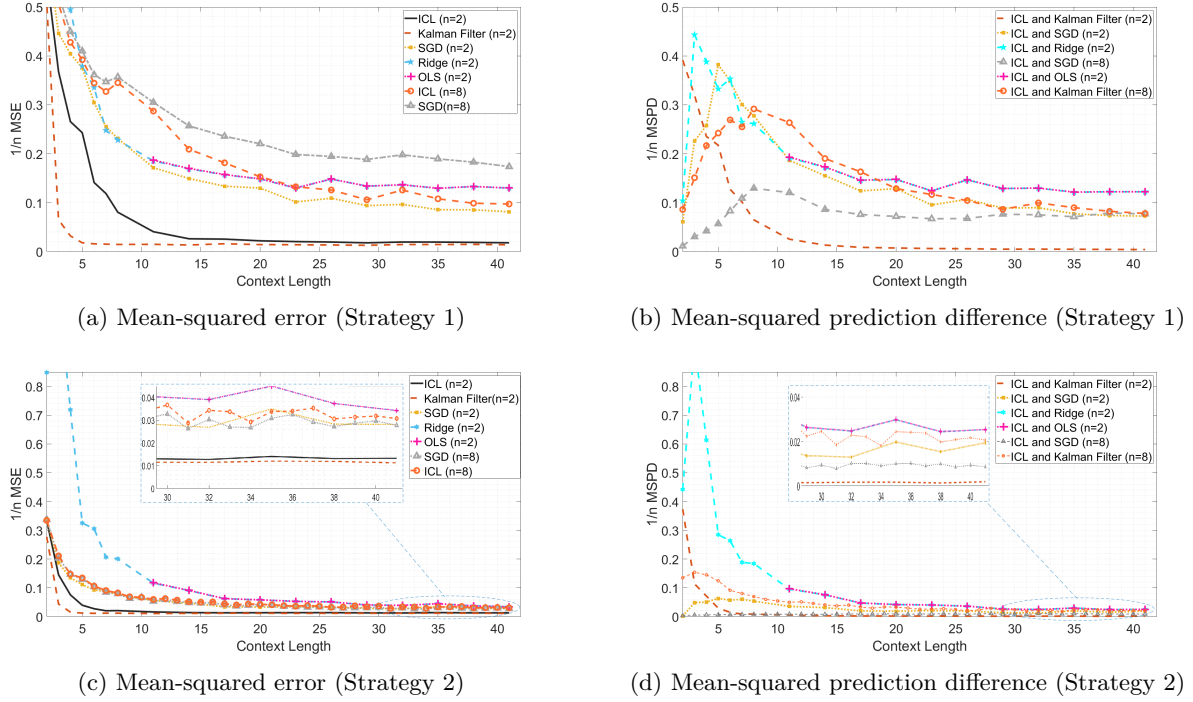 0.5
0.4
0.3
0.2
0.1
0
1/n MSE
5 10 15 20 25 30 35 40
Context Length
ICL (n=2)
Kalman Filter (n=2)
SGD (n=2)
Ridge (n=2)
OLS (n=2)
ICL (n=8)
SGD(n=8)
(a) Mean-squared error (Strategy 1)
0.5
0.4
0.3
0.2
0.1
0
1/n MSPD
5 10 15 20 25 30 35 40
Context Length
ICL and Kalman Filter (n=2)
ICL and SGD (n=2)
ICL and Ridge (n=2)
ICL and SGD (n=8)
ICL and OLS (n=2)
ICL and Kalman Filter (n=8)
(b) Mean-squared prediction difference (Strategy 1)
0.8
0.7
0.6
0.5
0.4
0.3
0.2
0.1
0
1/n MSE
5 10 15 20 25 30 35 40
Context Length
0.04
0.03
0.02
0.01
0
30 32 34 36 38 40
ICL (n=2)
Kalman Filter(n=2)
SGD (n=2)
Ridge (n=2)
OLS (n=2)
SGD (n=8)
ICL (n=8)
(c) Mean-squared error (Strategy 2)
0.8
0.7
0.6
0.5
0.4
0.3
0.2
0.1
0
1/n MSPD
5 10 15 20 25 30 35 40
Context Length
0.04
0.02
0
30 32 34 36 38 40
ICL and Kalman Filter (n=2)
ICL and SGD (n=2)
ICL and Ridge (n=2)
ICL and OLS (n=2)
ICL and SGD (n=8)
ICL and Kalman Filter (n=8)
(d) Mean-squared prediction difference (Strategy 2)